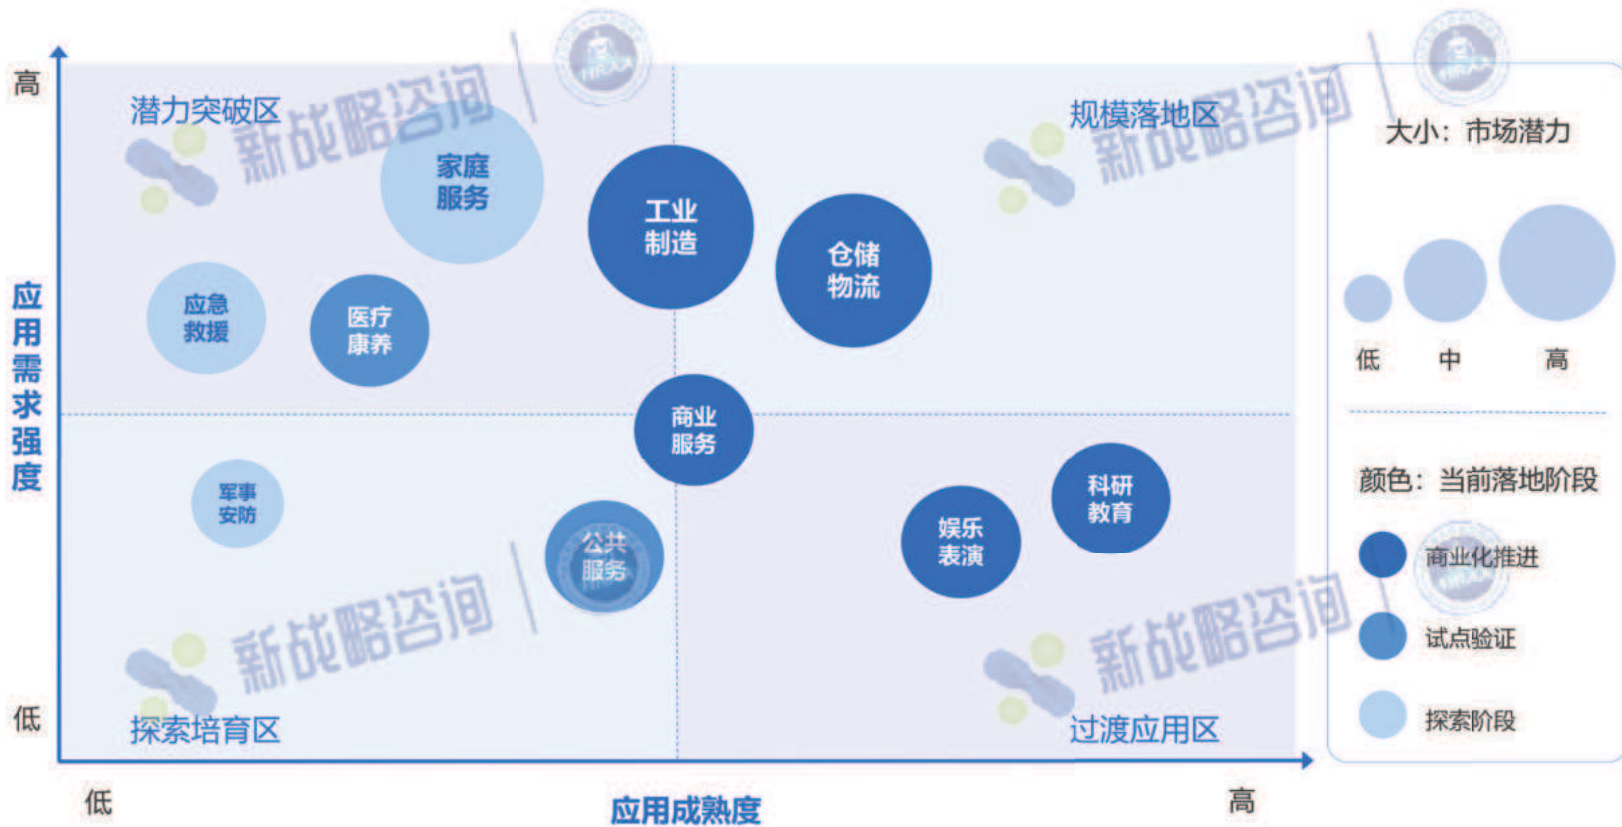 高
潜力突破区
规模落地区
新战略咨询
新战略咨询
大小：市场潜力
家庭
服务
工业
制造
仓储
物流
应急
救援
医疗
康养
低
中
高
应用需求强度
商业
服务
颜色：当前落地阶段
军事
安防
科研
教育
公共
服务
娱乐
表演
商业化推进
试点验证
探索阶段
新战略咨询
新战略咨询
低
探索培育区
过渡应用区
低
应用成熟度
高